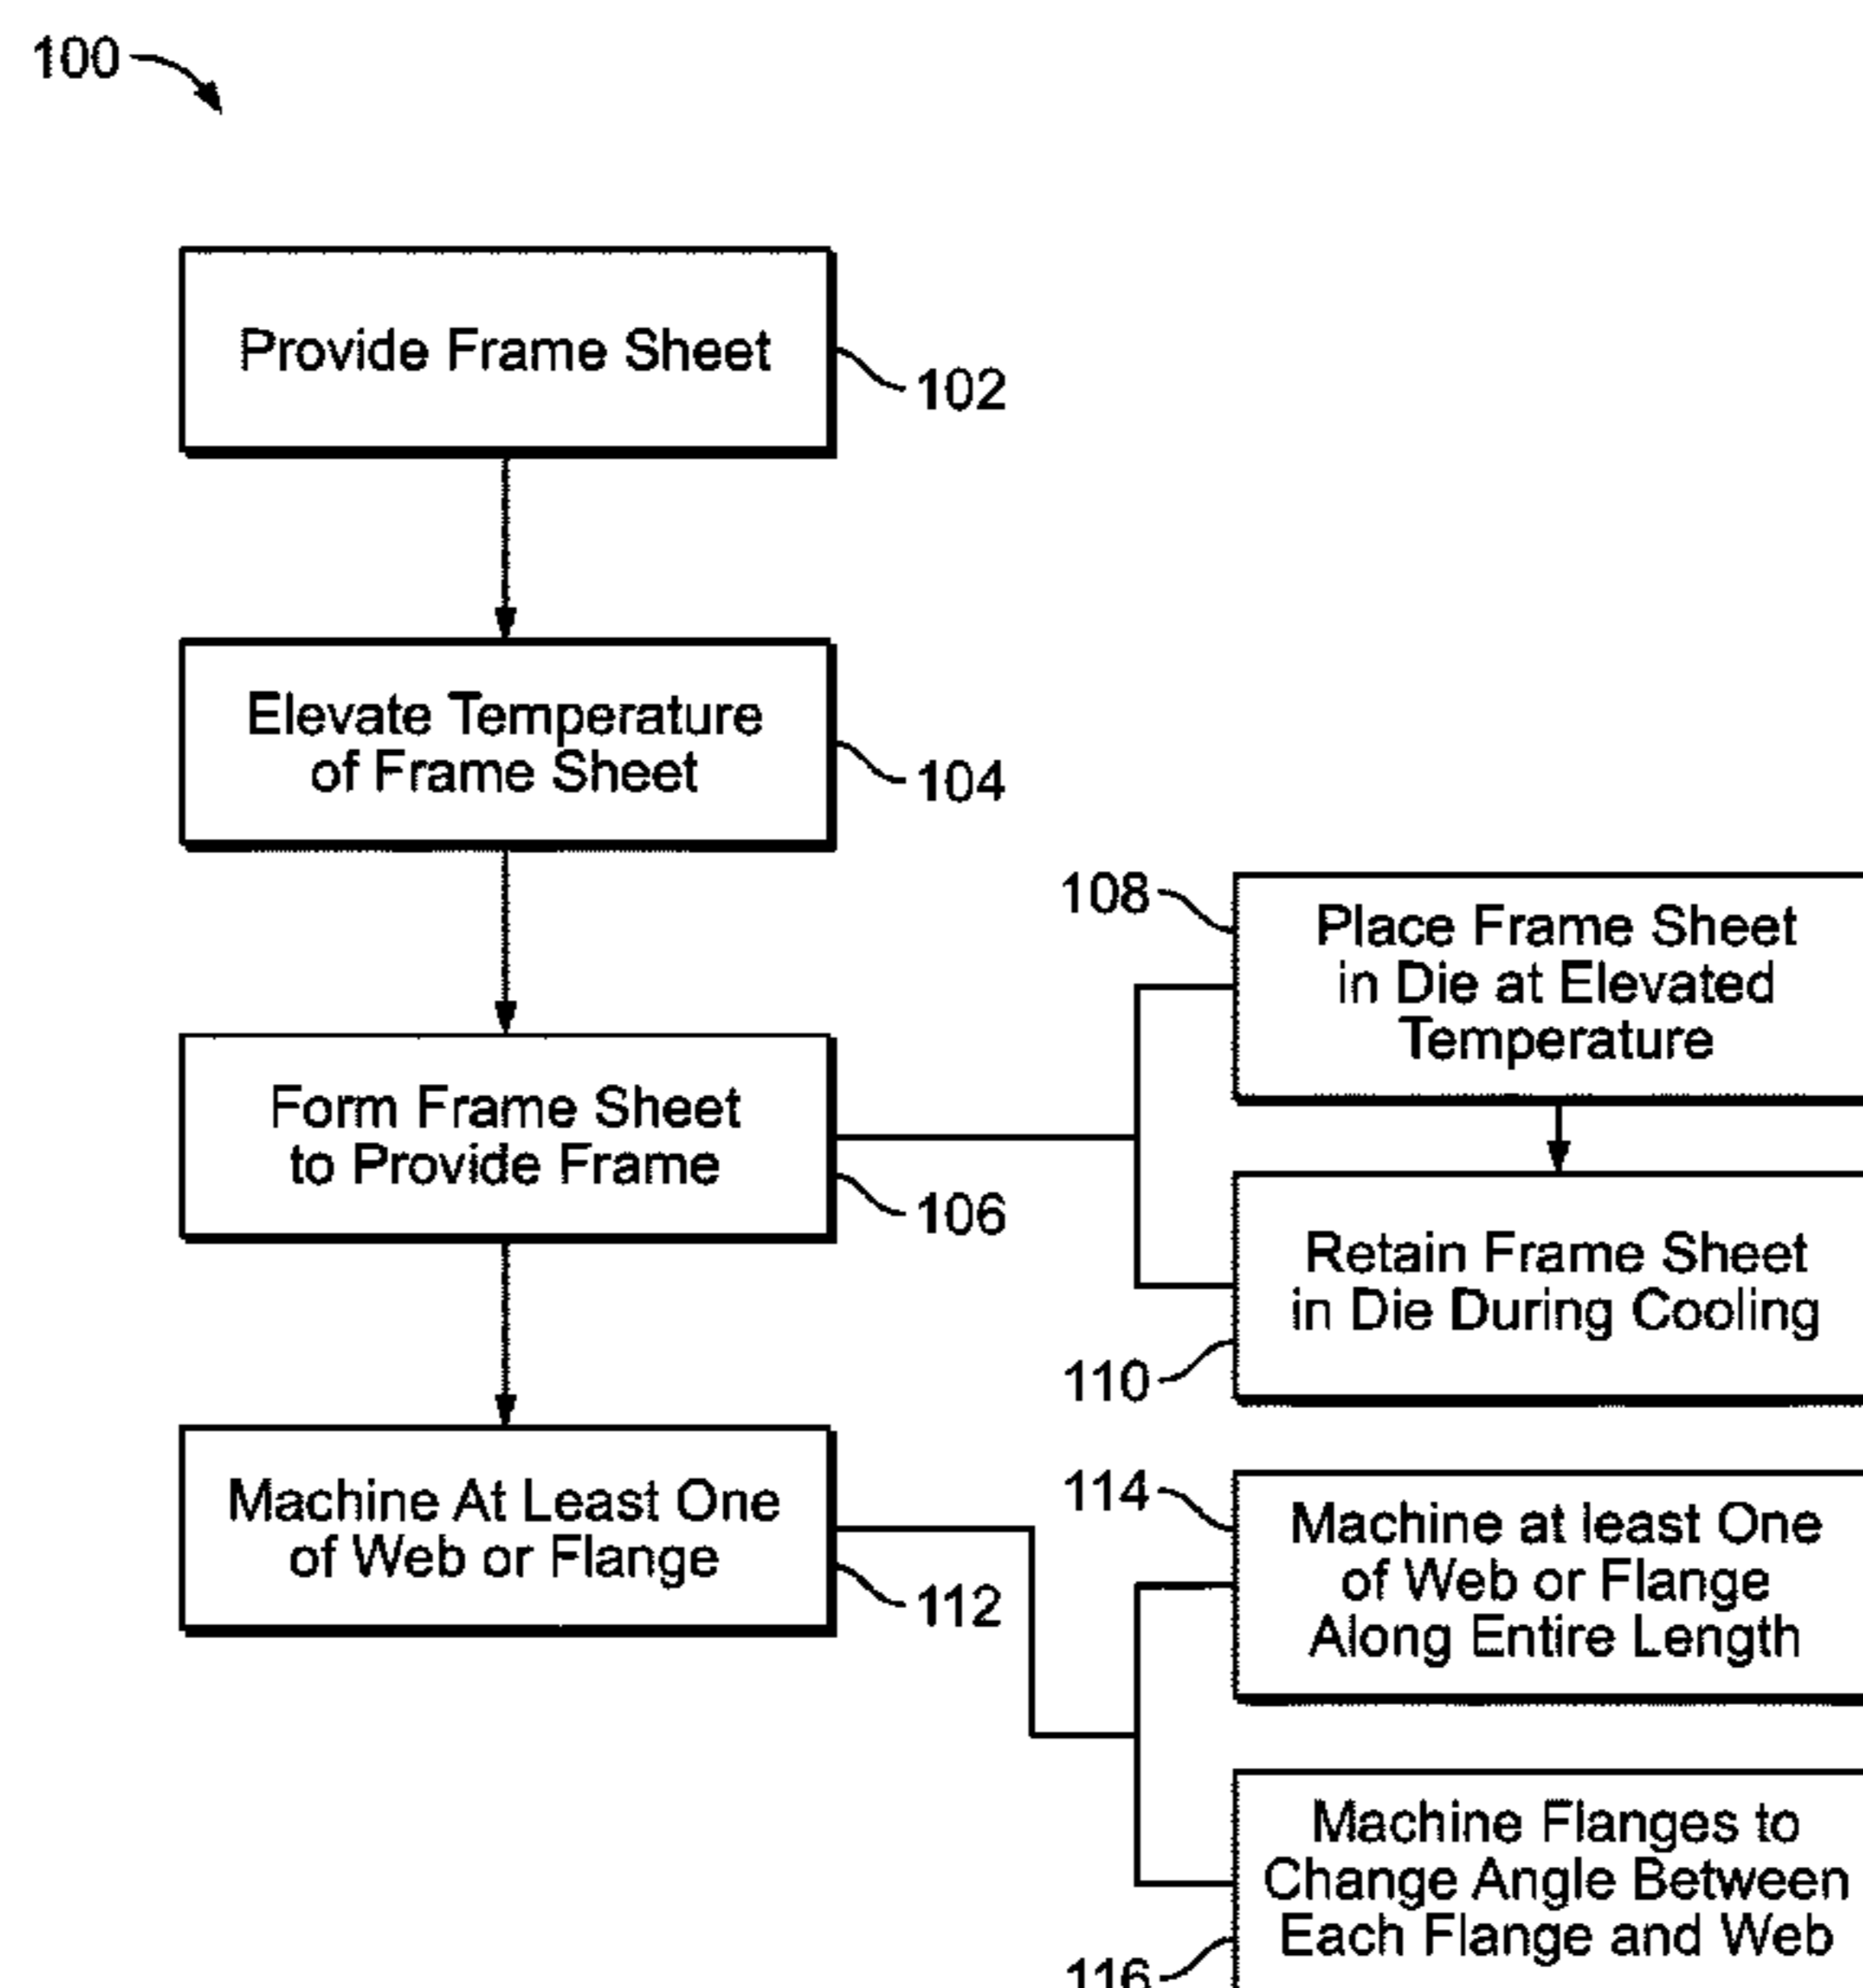 100
Provide Frame Sheet
102
Elevate Temperature
of Frame Sheet
104
Form Frame Sheet
to Provide Frame
106
108
Place Frame Sheet
in Die at Elevated
Temperature
Retain Frame Sheet
in Die During Cooling
110
Machine At Least One
of Web or Flange
112
114
Machine at least One
of Web or Flange
Along Entire Length
Machine Flanges to
Change Angle Between
Each Flange and Web
116